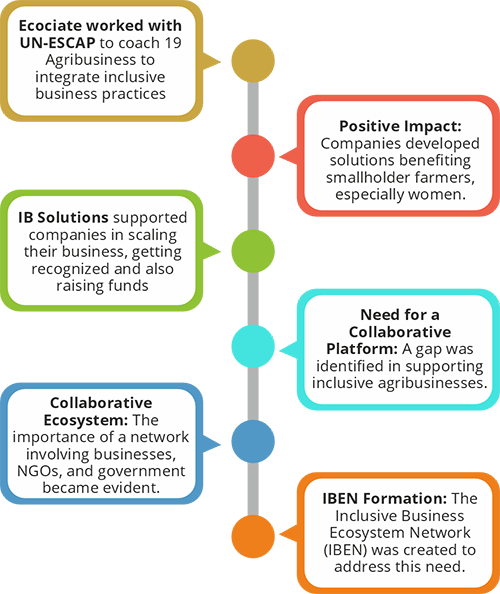 Ecociate worked with
UN-ESCAP to coach 19
Agribusiness to
integrate inclusive
business practices
Positive Impact:
Companies developed
solutions benefiting
smallholder farmers,
especially women.
IB Solutions supported
companies in scaling
their business, getting
recognized and also
raising funds
Need for a
Collaborative
Platform: A gap was
identified in supporting
inclusive agribusinesses.
Collaborative
Ecosystem: The
importance of a network
involving businesses,
NGOs, and government
became evident.
IBEN Formation: The
Inclusive Business
Ecosystem Network
(IBEN) was created to
address this need.